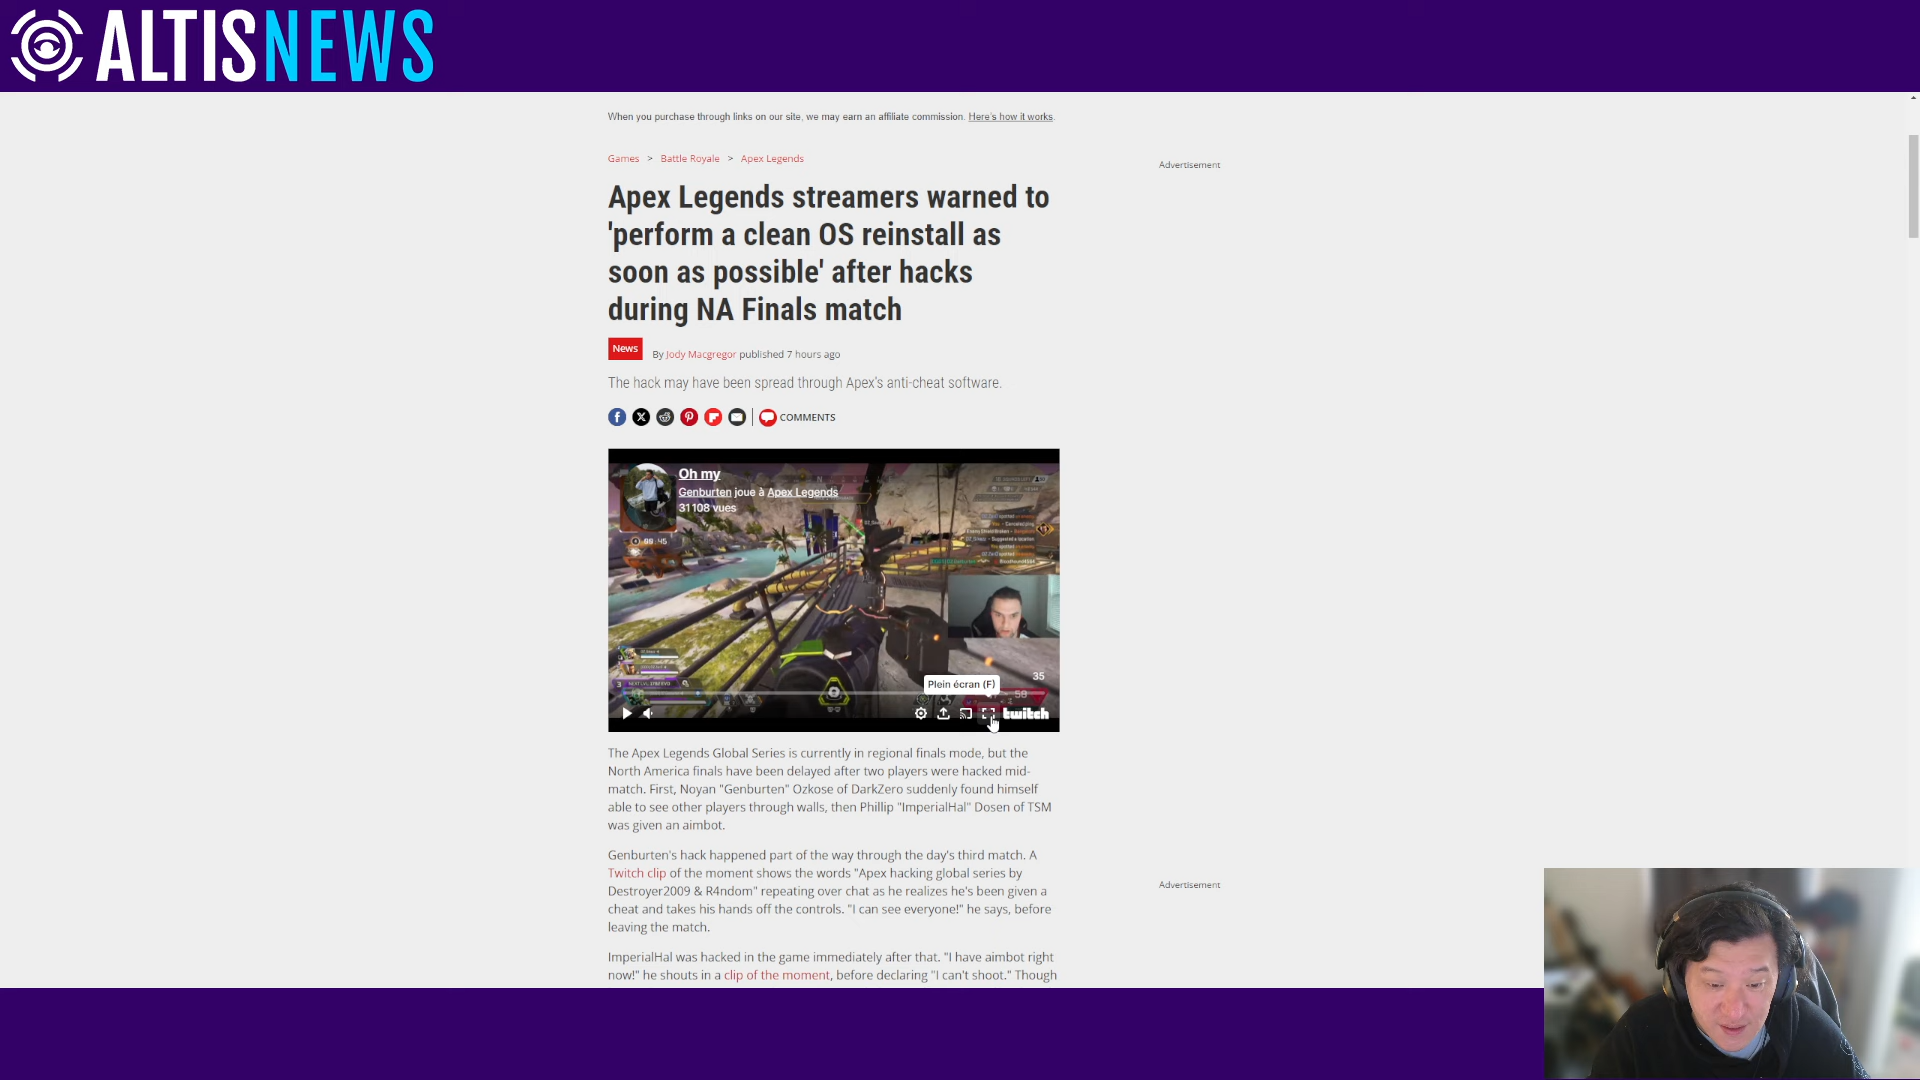 ALTISNEWS
When you purchase through links on our site, we may earn an affiliate commission. Here's how it works.
Games > Battle Royale > Apex Legends
Advertisement
Apex Legends streamers warned to
'perform a clean OS reinstall as
soon as possible' after hacks
during NA Finals match
News
By Jody Macgregor published 7 hours ago
The hack may have been spread through Apex's anti-cheat software.
COMMENTS
Oh my
Genburten joue à Apex Legends
31 108 vues
35
Plein écran (F)
twitch
The Apex Legends Global Series is currently in regional finals mode, but the
North America finals have been delayed after two players were hacked mid-
match. First, Noyan "Genburten" Ozkose of DarkZero suddenly found himself
able to see other players through walls, then Phillip "ImperialHal" Dosen of TSM
was given an aimbot.
Genburten's hack happened part of the way through the day's third match. A
Twitch clip of the moment shows the words "Apex hacking global series by
Destroyer2009 & R4ndom" repeating over chat as he realizes he's been given a
cheat and takes his hands off the controls. "I can see everyone!" he says, before
leaving the match.
Advertisement
ImperialHal was hacked in the game immediately after that. "I have aimbot right
now!" he shouts in a clip of the moment, before declaring "I can't shoot." Though